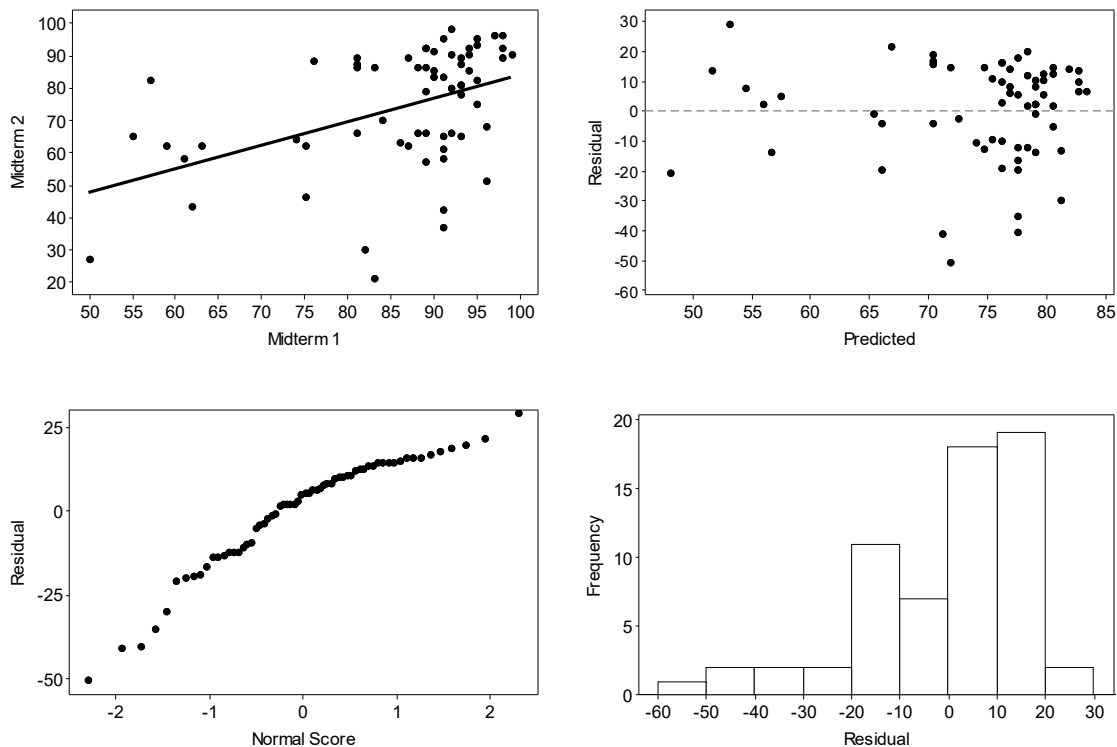 100
90
80
70
60
50
40
30
20
Midterm 2
50 55 60 65 70 75 80 85 90 95 100
Midterm 1
30
20
10
0
-10
-20
-30
-40
-50
-60
Residual
45 50 55 60 65 70 75 80 85
Predicted
25
0
-25
-50
Residual
-2 -1 0 1 2
Normal Score
20
15
10
5
0
Frequency
-60 -50 -40 -30 -20 -10 0 10 20 30
Residual